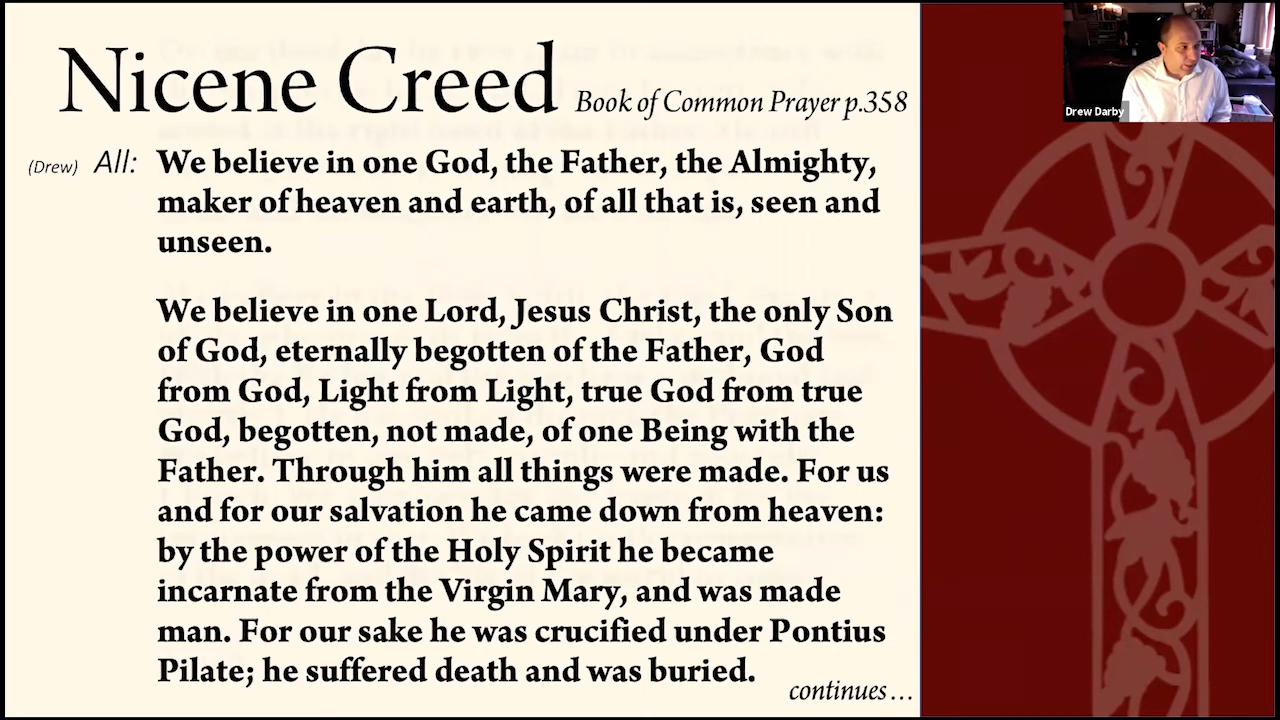 Nicene Creed Book of Common Prayer p.358
Drew Darby
(Drew) All: We believe in one God, the Father, the Almighty,
maker of heaven and earth, of all that is, seen and
unseen.
We believe in one Lord, Jesus Christ, the only Son
of God, eternally begotten of the Father, God
from God, Light from Light, true God from true
God, begotten, not made, of one Being with the
Father. Through him all things were made. For us
and for our salvation he came down from heaven:
by the power of the Holy Spirit he became
incarnate from the Virgin Mary, and was made
man. For our sake he was crucified under Pontius
Pilate; he suffered death and was buried.
continues…